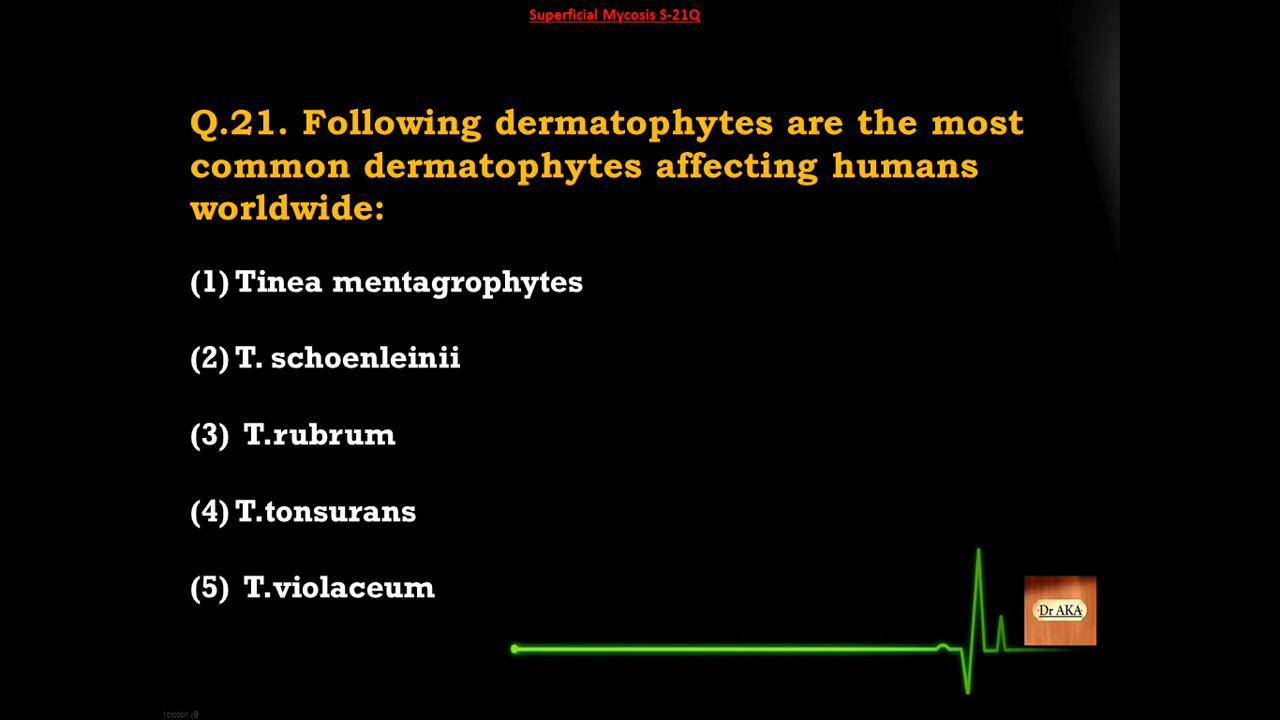 Superficial Mycosis S-21Q
Q.21. Following dermatophytes are the most
common dermatophytes affecting humans
worldwide:
(1) Tinea mentagrophytes
(2) T. schoenleinii
(3) T.rubrum
(4) T.tonsurans
(5) T.violaceum
Dr AKA